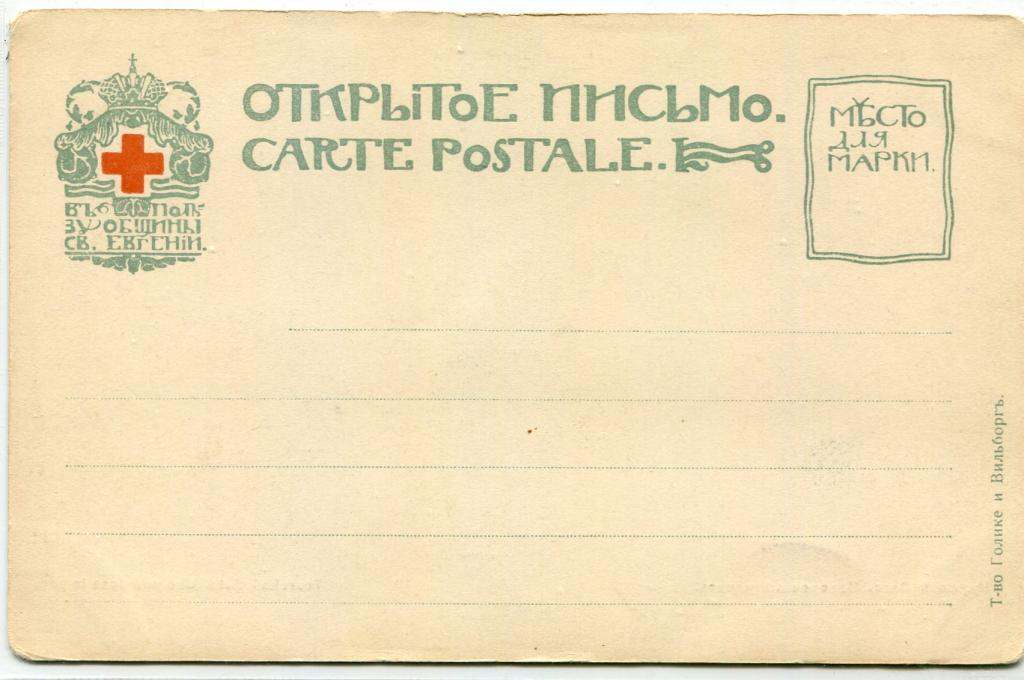 ОТКРЫТОЕ ПИСЬМО.
CARTE POSTALE.
МѢСТО
ДЛЯ
МАРКИ.
ВЪ ПОЛЬ-
ЗУ ОБЩИНЫ
СВ. ЕВГЕНІИ.
Т-во Голике и Вильборгъ.